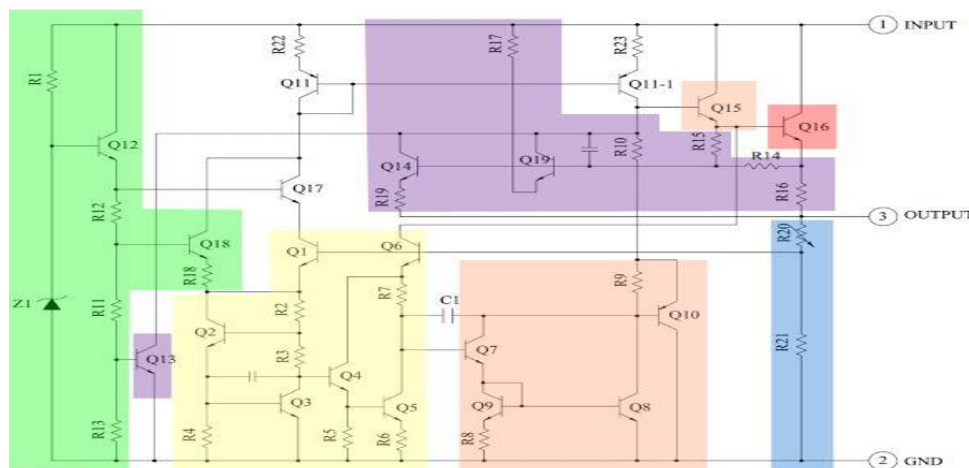 R22
R17
R23
1 INPUT
R1
Q11
Q11-1
Q15
Q16
Q12
R10
R15
Q14
Q19
R14
R12
Q17
R19
R16
3 OUTPUT
Q18
Q1
Q6
R20
R18
R7
R9
Z1
R11
R2
C1
Q10
Q2
Q7
R21
Q13
R3
Q4
Q9
Q8
Q3
Q5
R13
R4
R5
R6
R8
2 GND